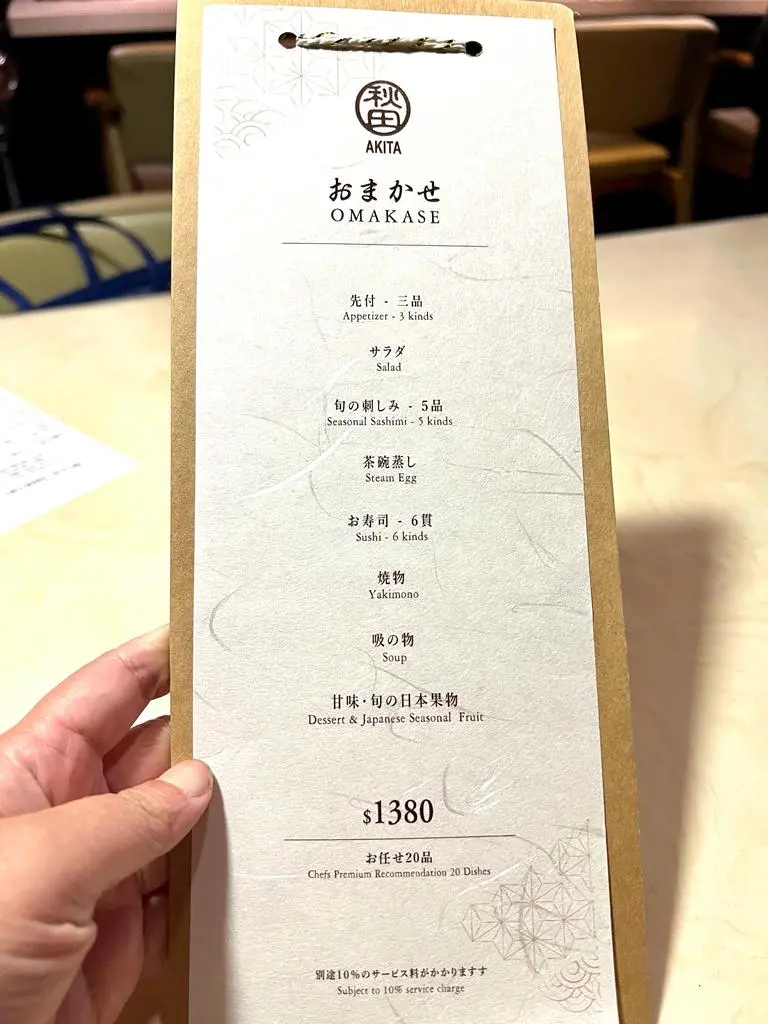 秋田
AKITA
おまかせ
OMAKASE
先付 - 三品
Appetizer - 3 kinds
サラダ
Salad
旬の刺しみ - 5品
Seasonal Sashimi - 5 kinds
茶碗蒸し
Steam Egg
お寿司 - 6貫
Sushi - 6 kinds
焼物
Yakimono
吸の物
Soup
甘味・旬の日本果物
Dessert & Japanese Seasonal Fruit
$1380
お任せ20品
Chefs Premium Recommendation 20 Dishes
別途10%のサービス料がかかりますす
Subject to 10% service charge